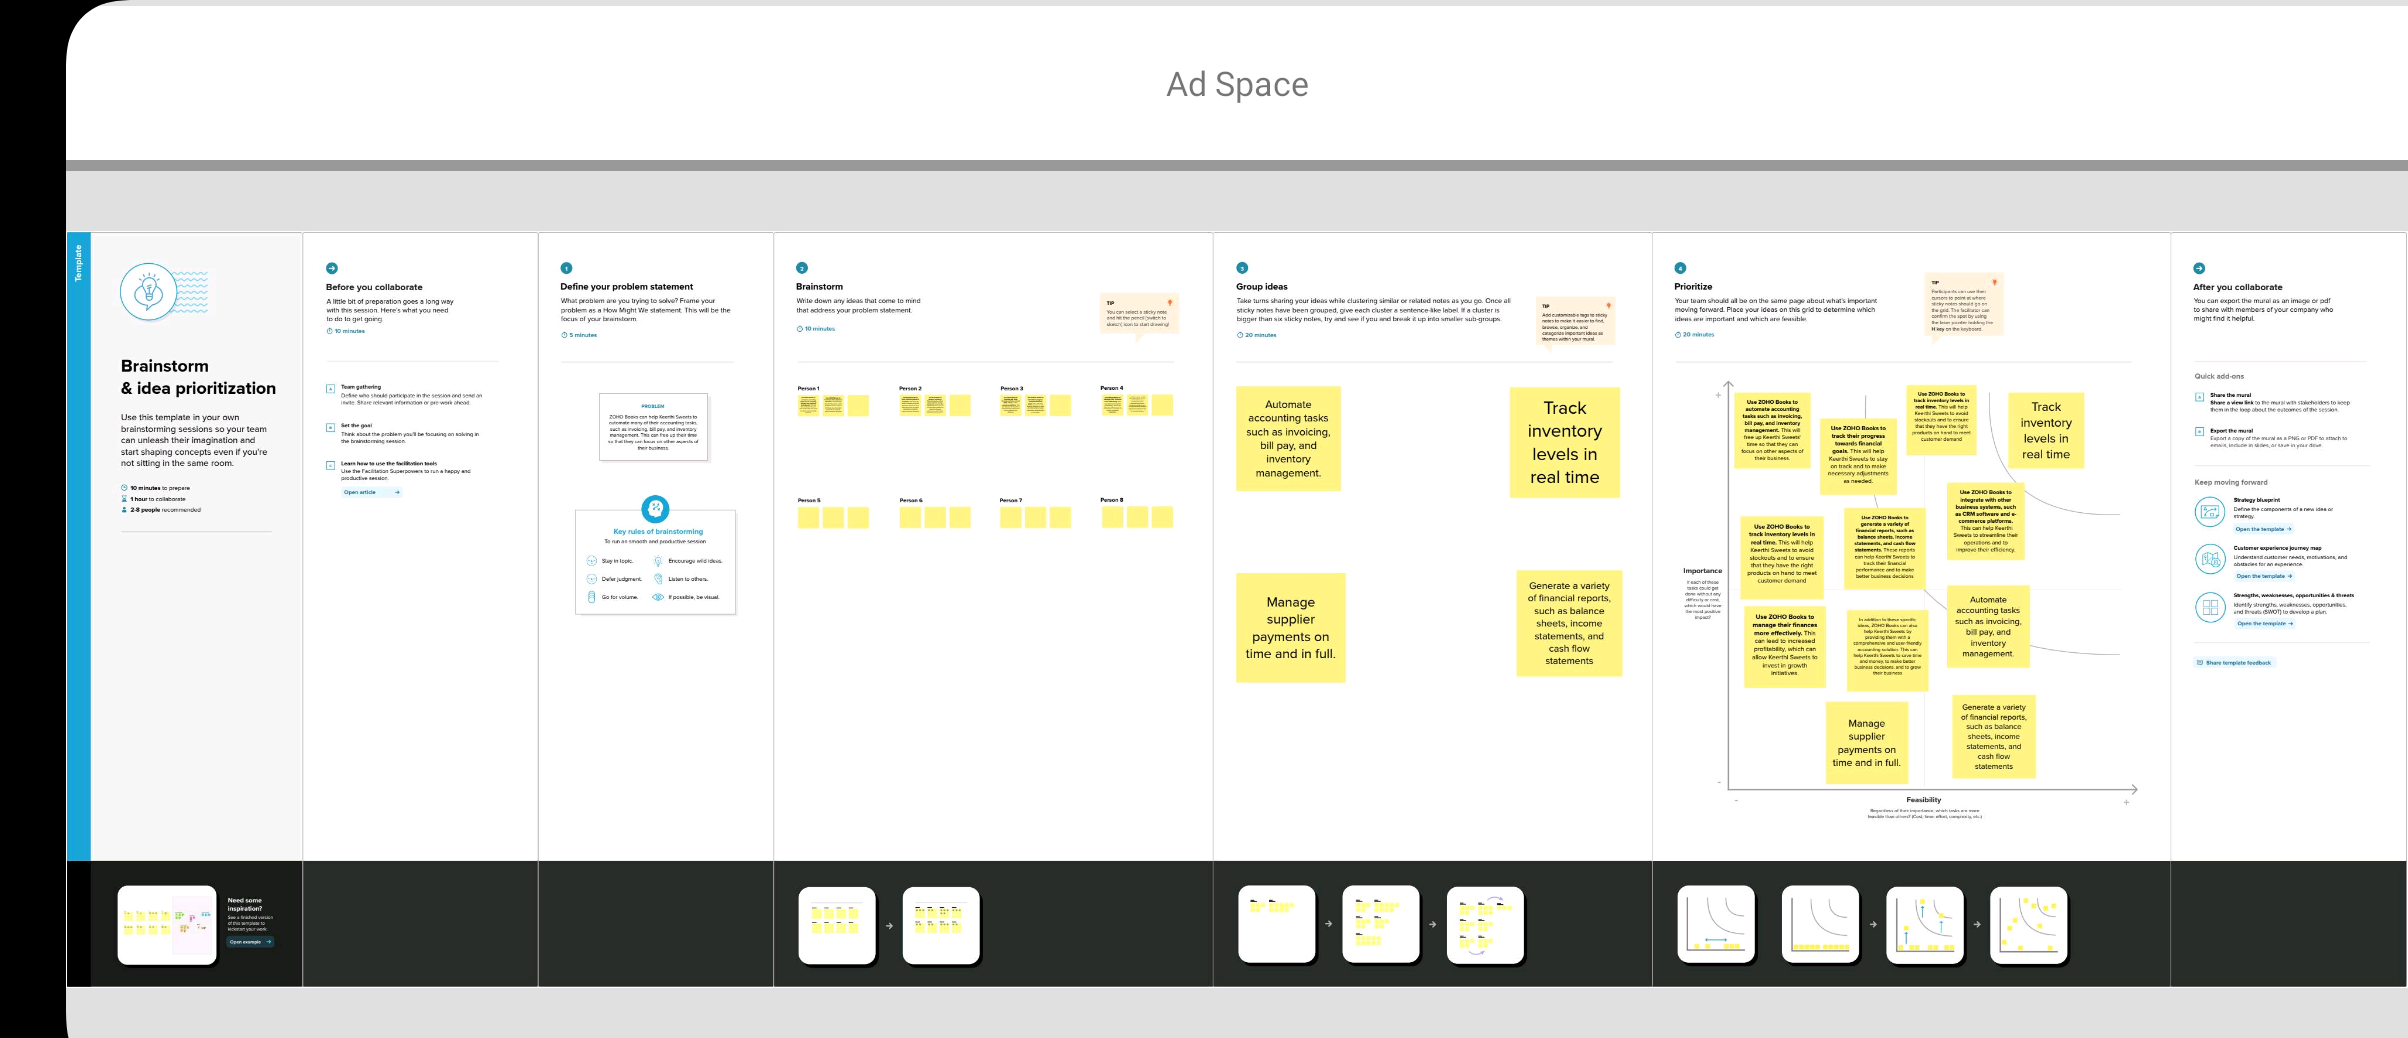 Ad Space
Template
Brainstorm
& idea prioritization
Use this template in your own
brainstorming sessions so your team
can unleash their imagination and
start shaping concepts even if you're
not sitting in the same room.
10 minutes to prepare
1 hour to collaborate
2-8 people recommended
Need some
inspiration?
See a finished version
of this template to
kickstart your work.
Open example
Before you collaborate
A little bit of preparation goes a long way
with this session. Here's what you need
to do to get going.
10 minutes
Team gathering
Define who should participate in the session and send an
invite. Share relevant information or pre-work ahead.
Set the goal
Think about the problem you'll be focusing on solving in
the brainstorming session.
Learn how to use the facilitation tools
Use the Facilitation Superpowers to run a happy and
productive session.
Open article
1
Define your problem statement
What problem are you trying to solve? Frame your
problem as a How Might We statement. This will be the
focus of your brainstorm.
5 minutes
PROBLEM
ZOHO Books can help Keerthi Sweets to
automate many of their accounting tasks,
such as invoicing, bill pay, and inventory
management. This can free up their time
so that they can focus on other aspects of
their business.
Key rules of brainstorming
To run an smooth and productive session
Stay in topic.
Encourage wild ideas.
Defer judgment.
Listen to others.
Go for volume.
If possible, be visual.
2
Brainstorm
Write down any ideas that come to mind
that address your problem statement.
10 minutes
TIP
You can select a sticky note
and hit the pencil [switch to
sketch] icon to start drawing!
Person 1
Person 2
Person 3
Person 4
Person 5
Person 6
Person 7
Person 8
3
Group ideas
Take turns sharing your ideas while clustering similar or related notes as you go. Once all
sticky notes have been grouped, give each cluster a sentence-like label. If a cluster is
bigger than six sticky notes, try and see if you and break it up into smaller sub-groups.
20 minutes
TIP
Add customizable tags to sticky
notes to make it easier to find,
browse, organize, and
categorize important ideas as
themes within your mural.
Automate
accounting tasks
such as invoicing,
bill pay, and
inventory
management.
Track
inventory
levels in
real time
Manage
supplier
payments on
time and in full.
Generate a variety
of financial reports,
such as balance
sheets, income
statements, and
cash flow
statements
4
Prioritize
Your team should all be on the same page about what's important
moving forward. Place your ideas on this grid to determine which
ideas are important and which are feasible.
20 minutes
TIP
Participants can use their
cursors to point at where
sticky notes should go on
the grid. The facilitator can
confirm the spot by using
the laser pointer holding the
H key on the keyboard.
Use ZOHO Books to
automate accounting
tasks such as invoicing,
bill pay, and inventory
management. This will
free up Keerthi Sweets'
time so that they can
focus on other aspects of
their business.
Use ZOHO Books to
track their progress
towards financial
goals. This will help
Keerthi Sweets to stay
on track and to make
necessary adjustments
as needed.
Use ZOHO Books to
track inventory levels in
real time. This will help
Keerthi Sweets to avoid
stockouts and to ensure
that they have the right
products on hand to meet
customer demand
Track
inventory
levels in
real time
Use ZOHO Books to
integrate with other
business systems, such
as CRM software and e-
commerce platforms.
This can help Keerthi
Sweets to streamline their
operations and to
improve their efficiency.
Use ZOHO Books to
track inventory levels in
real time. This will help
Keerthi Sweets to avoid
stockouts and to ensure
that they have the right
products on hand to meet
customer demand
Use ZOHO Books to
generate a variety of
financial reports, such as
balance sheets, income
statements, and cash flow
statements. These reports
can help Keerthi Sweets to
track their financial
performance and to make
better business decisions
Importance
If each of these
tasks could get
done without any
difficulty or cost,
which would have
the most positive
impact?
Automate
accounting tasks
such as invoicing,
bill pay, and
inventory
management.
Use ZOHO Books to
manage their finances
more effectively. This
can lead to increased
profitability, which can
allow Keerthi Sweets to
invest in growth
initiatives
In addition to these specific
ideas, ZOHO Books can also
help Keerthi Sweets by
providing them with a
comprehensive and user-friendly
accounting solution. This can
help Keerthi Sweets to save time
and money, to make better
business decisions, and to grow
their business
Manage
supplier
payments on
time and in full.
Generate a variety
of financial reports,
such as balance
sheets, income
statements, and
cash flow
statements
Feasibility
Regardless of their importance, which tasks are more
feasible than others? (Cost, time, effort, complexity, etc.)
After you collaborate
You can export the mural as an image or pdf
to share with members of your company who
might find it helpful.
Quick add-ons
Share the mural
Share a view link to the mural with stakeholders to keep
them in the loop about the outcomes of the session.
Export the mural
Export a copy of the mural as a PNG or PDF to attach to
emails, include in slides, or save in your drive.
Keep moving forward
Strategy blueprint
Define the components of a new idea or
strategy.
Open the template
Customer experience journey map
Understand customer needs, motivations, and
obstacles for an experience.
Open the template
Strengths, weaknesses, opportunities & threats
Identify strengths, weaknesses, opportunities,
and threats (SWOT) to develop a plan.
Open the template
Share template feedback